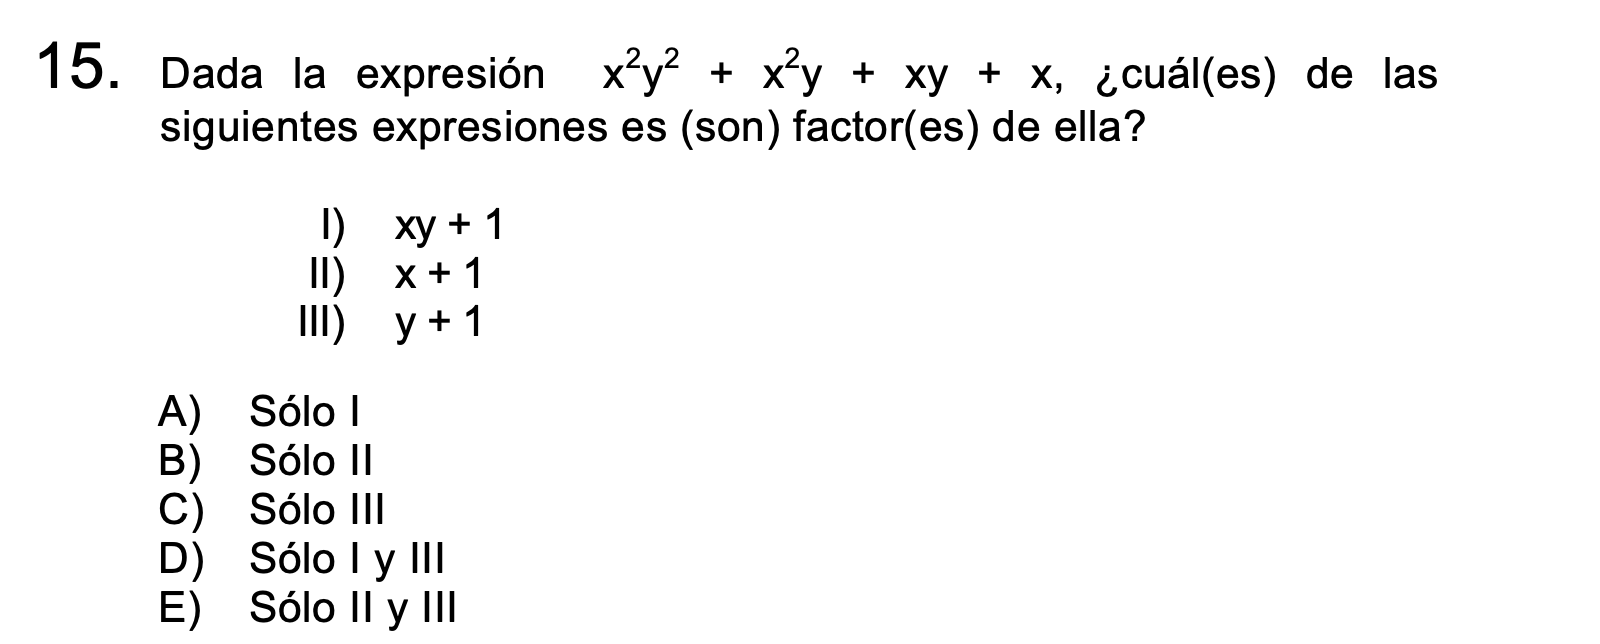 15. Dada la expresión x²y² + x²y + xy + x, ¿cuál(es) de las
siguientes expresiones es (son) factor(es) de ella?
I) xy + 1
II) x + 1
III) y + 1
A) Sólo I
B) Sólo II
C) Sólo III
D) Sólo I y III
E) Sólo II y III